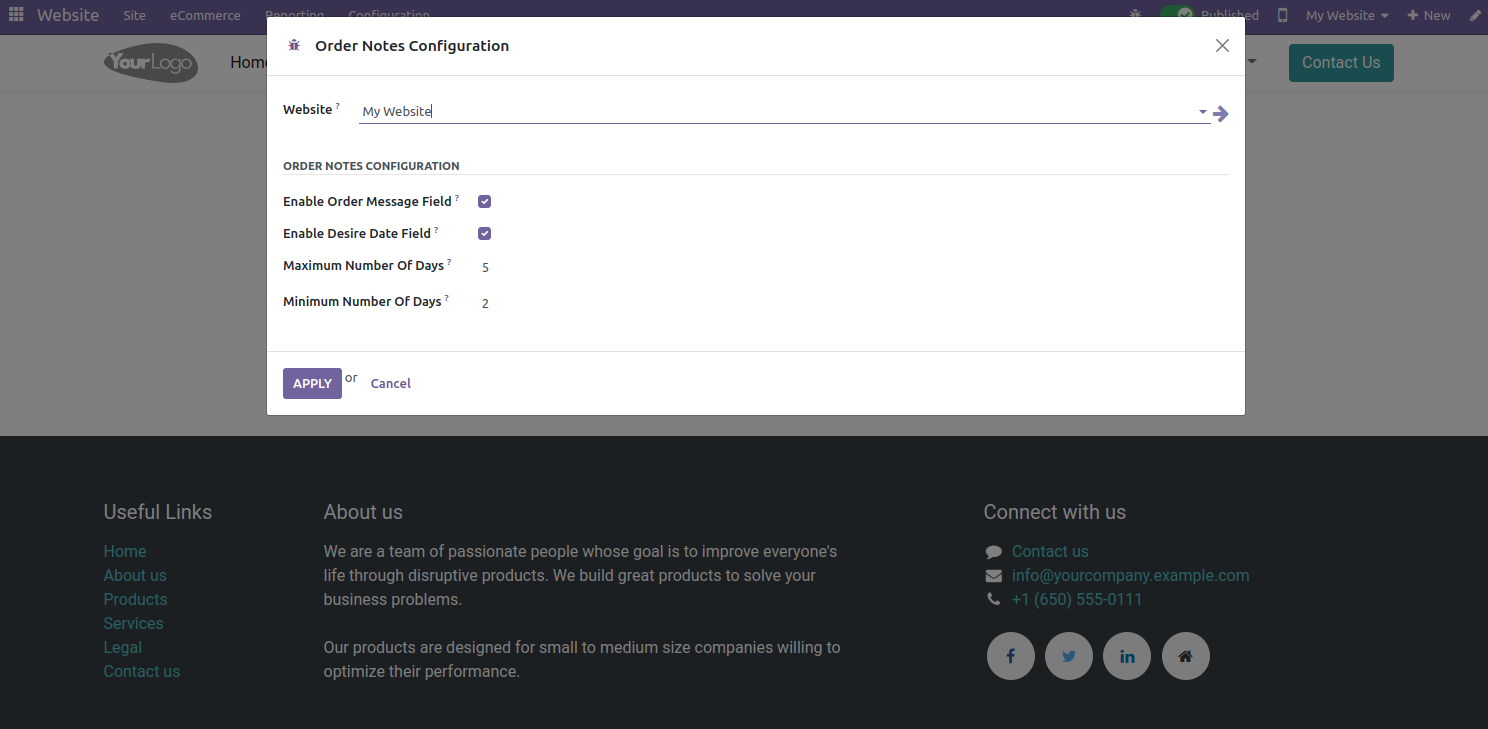 Website Site eCommerce Reporting Configuration Published My Website New
YourLogo Home Contact Us
Order Notes Configuration
Website ? My Website
ORDER NOTES CONFIGURATION
Enable Order Message Field ?
Enable Desire Date Field ?
Maximum Number Of Days ? 5
Minimum Number Of Days ? 2
APPLY or Cancel
Useful Links
Home
About us
Products
Services
Legal
Contact us
About us
We are a team of passionate people whose goal is to improve everyone's
life through disruptive products. We build great products to solve your
business problems.
Our products are designed for small to medium size companies willing to
optimize their performance.
Connect with us
Contact us
info@yourcompany.example.com
+1 (650) 555-0111